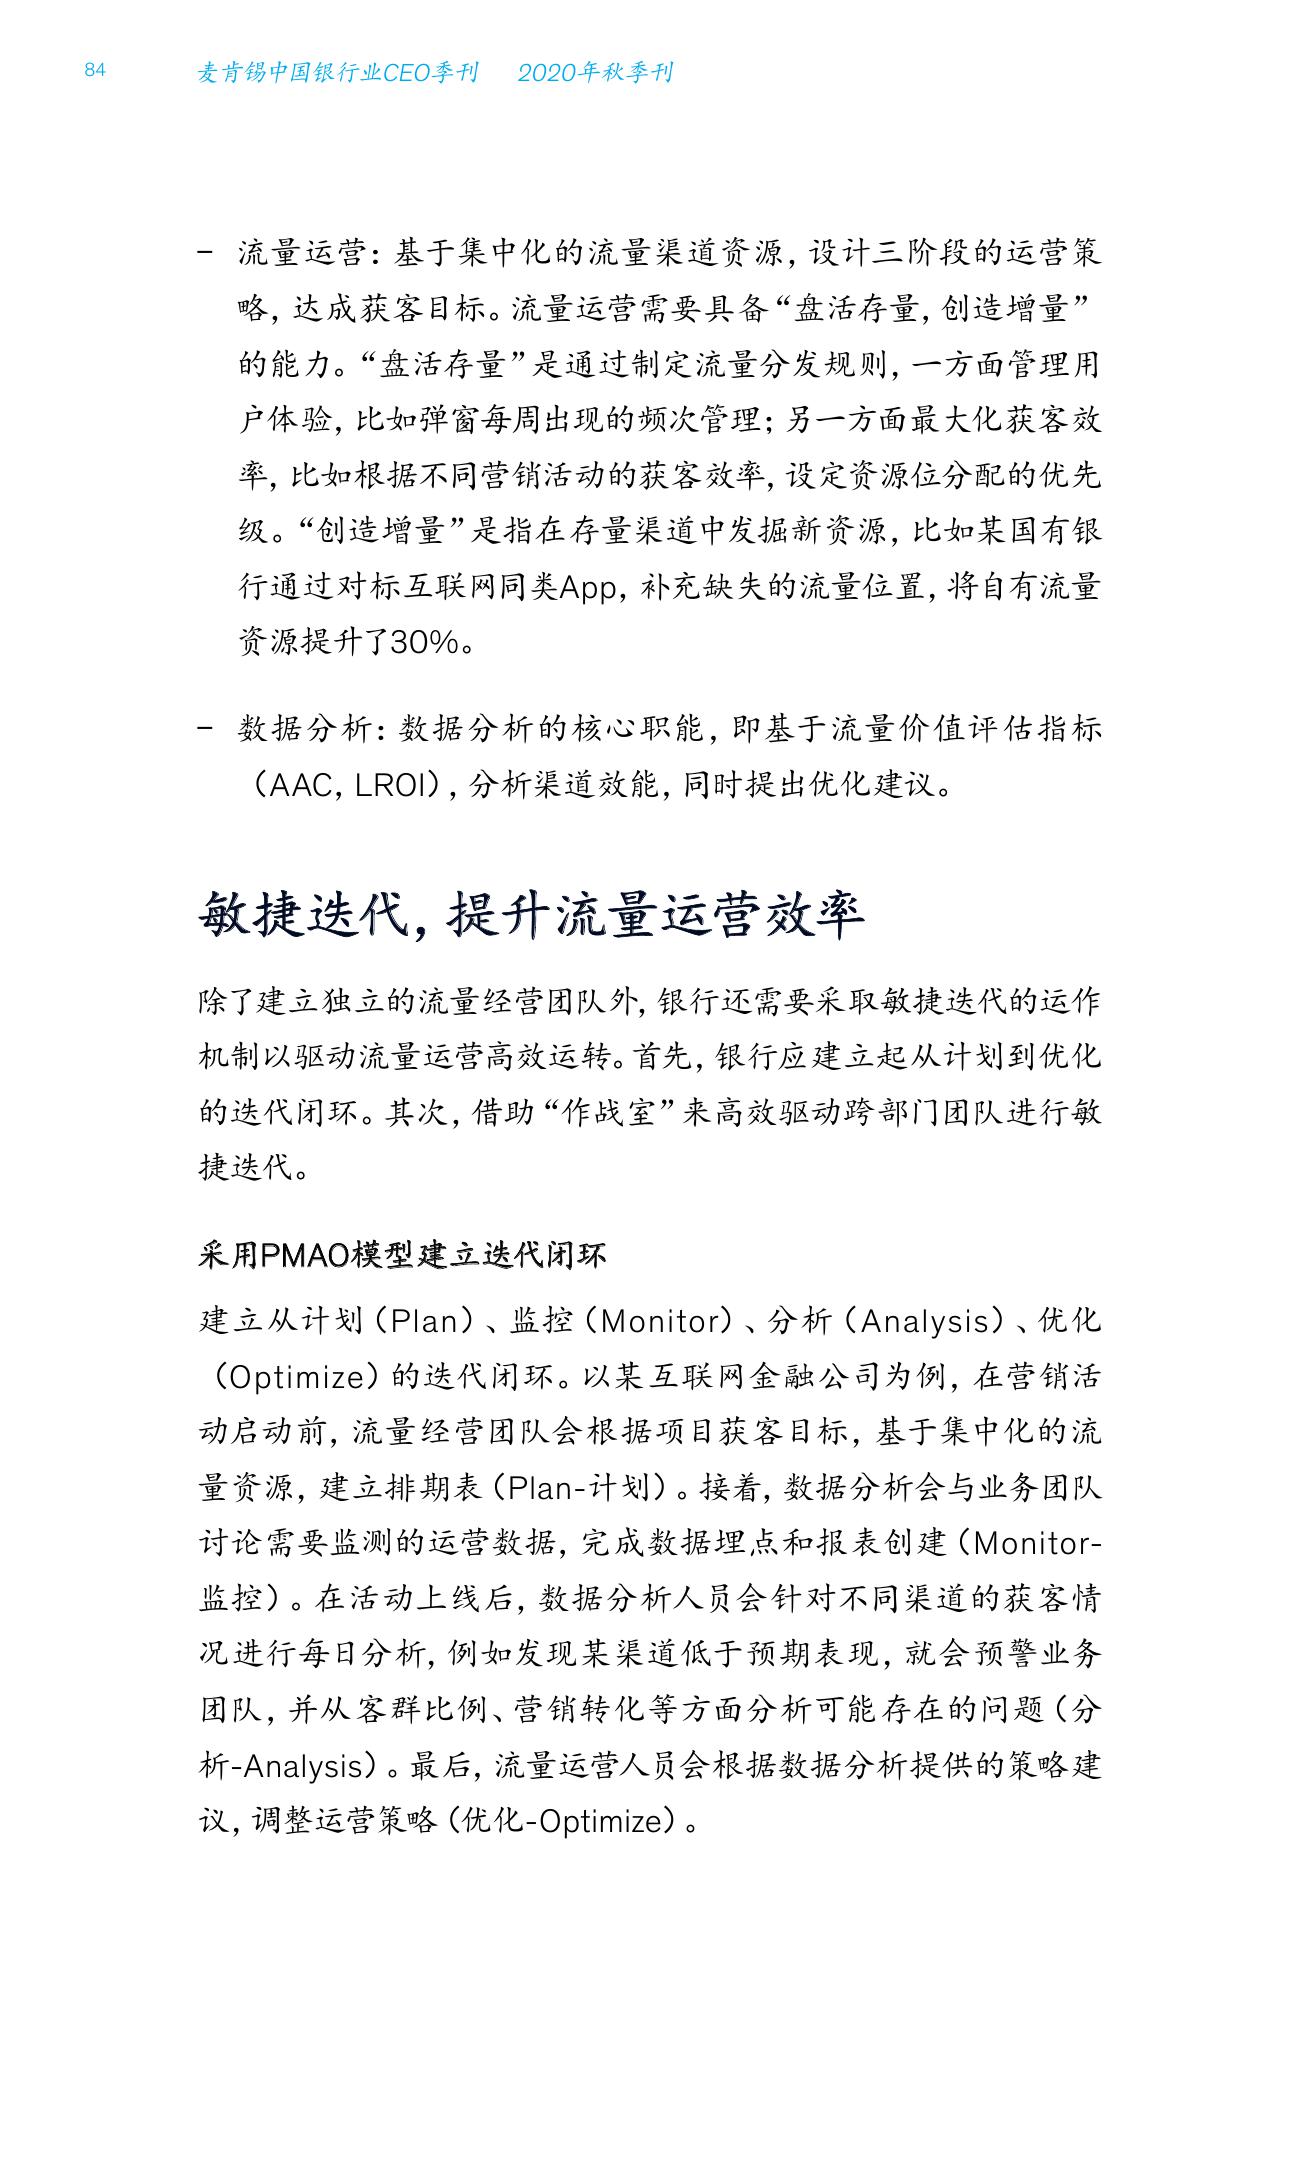 84 麦肯锡中国银行业CEO季刊 2020年秋季刊
– 流量运营：基于集中化的流量渠道资源，设计三阶段的运营策
略，达成获客目标。流量运营需要具备“盘活存量，创造增量”
的能力。“盘活存量”是通过制定流量分发规则，一方面管理用
户体验，比如弹窗每周出现的频次管理；另一方面最大化获客效
率，比如根据不同营销活动的获客效率，设定资源位分配的优先
级。“创造增量”是指在存量渠道中发掘新资源，比如某国有银
行通过对标互联网同类App，补充缺失的流量位置，将自有流量
资源提升了30%。
– 数据分析：数据分析的核心职能，即基于流量价值评估指标
（AAC，LROI），分析渠道效能，同时提出优化建议。
敏捷迭代，提升流量运营效率
除了建立独立的流量经营团队外，银行还需要采取敏捷迭代的运作
机制以驱动流量运营高效运转。首先，银行应建立起从计划到优化
的迭代闭环。其次，借助“作战室”来高效驱动跨部门团队进行敏
捷迭代。
采用PMAO模型建立迭代闭环
建立从计划（Plan）、监控（Monitor）、分析（Analysis）、优化
（Optimize）的迭代闭环。以某互联网金融公司为例，在营销活
动启动前，流量经营团队会根据项目获客目标，基于集中化的流
量资源，建立排期表（Plan-计划）。接着，数据分析会与业务团队
讨论需要监测的运营数据，完成数据埋点和报表创建（Monitor-
监控）。在活动上线后，数据分析人员会针对不同渠道的获客情
况进行每日分析，例如发现某渠道低于预期表现，就会预警业务
团队，并从客群比例、营销转化等方面分析可能存在的问题（分
析-Analysis）。最后，流量运营人员会根据数据分析提供的策略建
议，调整运营策略（优化-Optimize）。